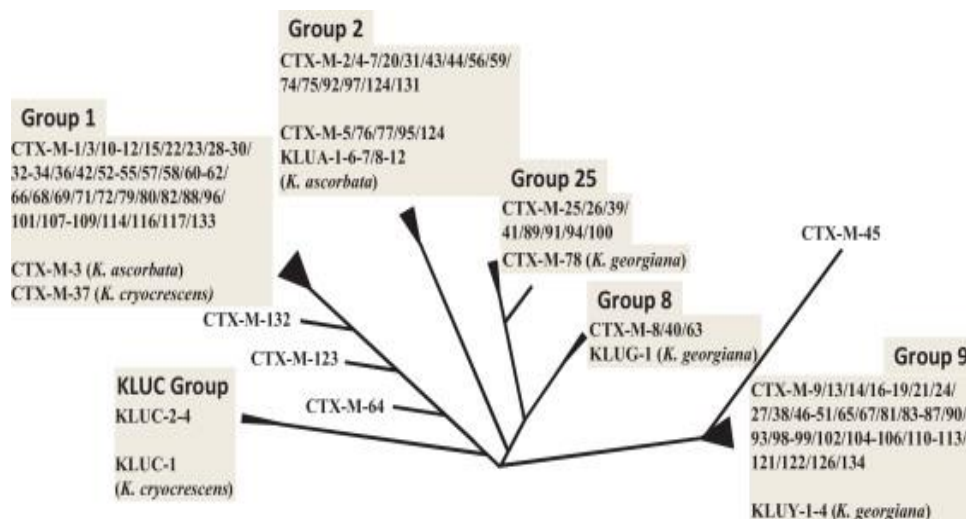 Group 1
CTX-M-1/3/10-12/15/22/23/28-30/
32-34/36/42/52-55/57/58/60-62/
66/68/69/71/72/79/80/82/88/96/
101/107-109/114/116/117/133
CTX-M-3 (K. ascorbata)
CTX-M-37 (K. cryocrescens)
Group 2
CTX-M-2/4-7/20/31/43/44/56/59/
74/75/92/97/124/131
CTX-M-5/76/77/95/124
KLUA-1-6-7/8-12
(K. ascorbata)
Group 25
CTX-M-25/26/39/
41/89/91/94/100
CTX-M-78 (K. georgiana)
CTX-M-45
Group 8
CTX-M-8/40/63
KLUG-1 (K. georgiana)
CTX-M-132
CTX-M-123
CTX-M-64
KLUC Group
KLUC-2-4
KLUC-1
(K. cryocrescens)
Group 9
CTX-M-9/13/14/16-19/21/24/
27/38/46-51/65/67/81/83-87/90/
93/98-99/102/104-106/110-113/
121/122/126/134
KLUY-1-4 (K. georgiana)